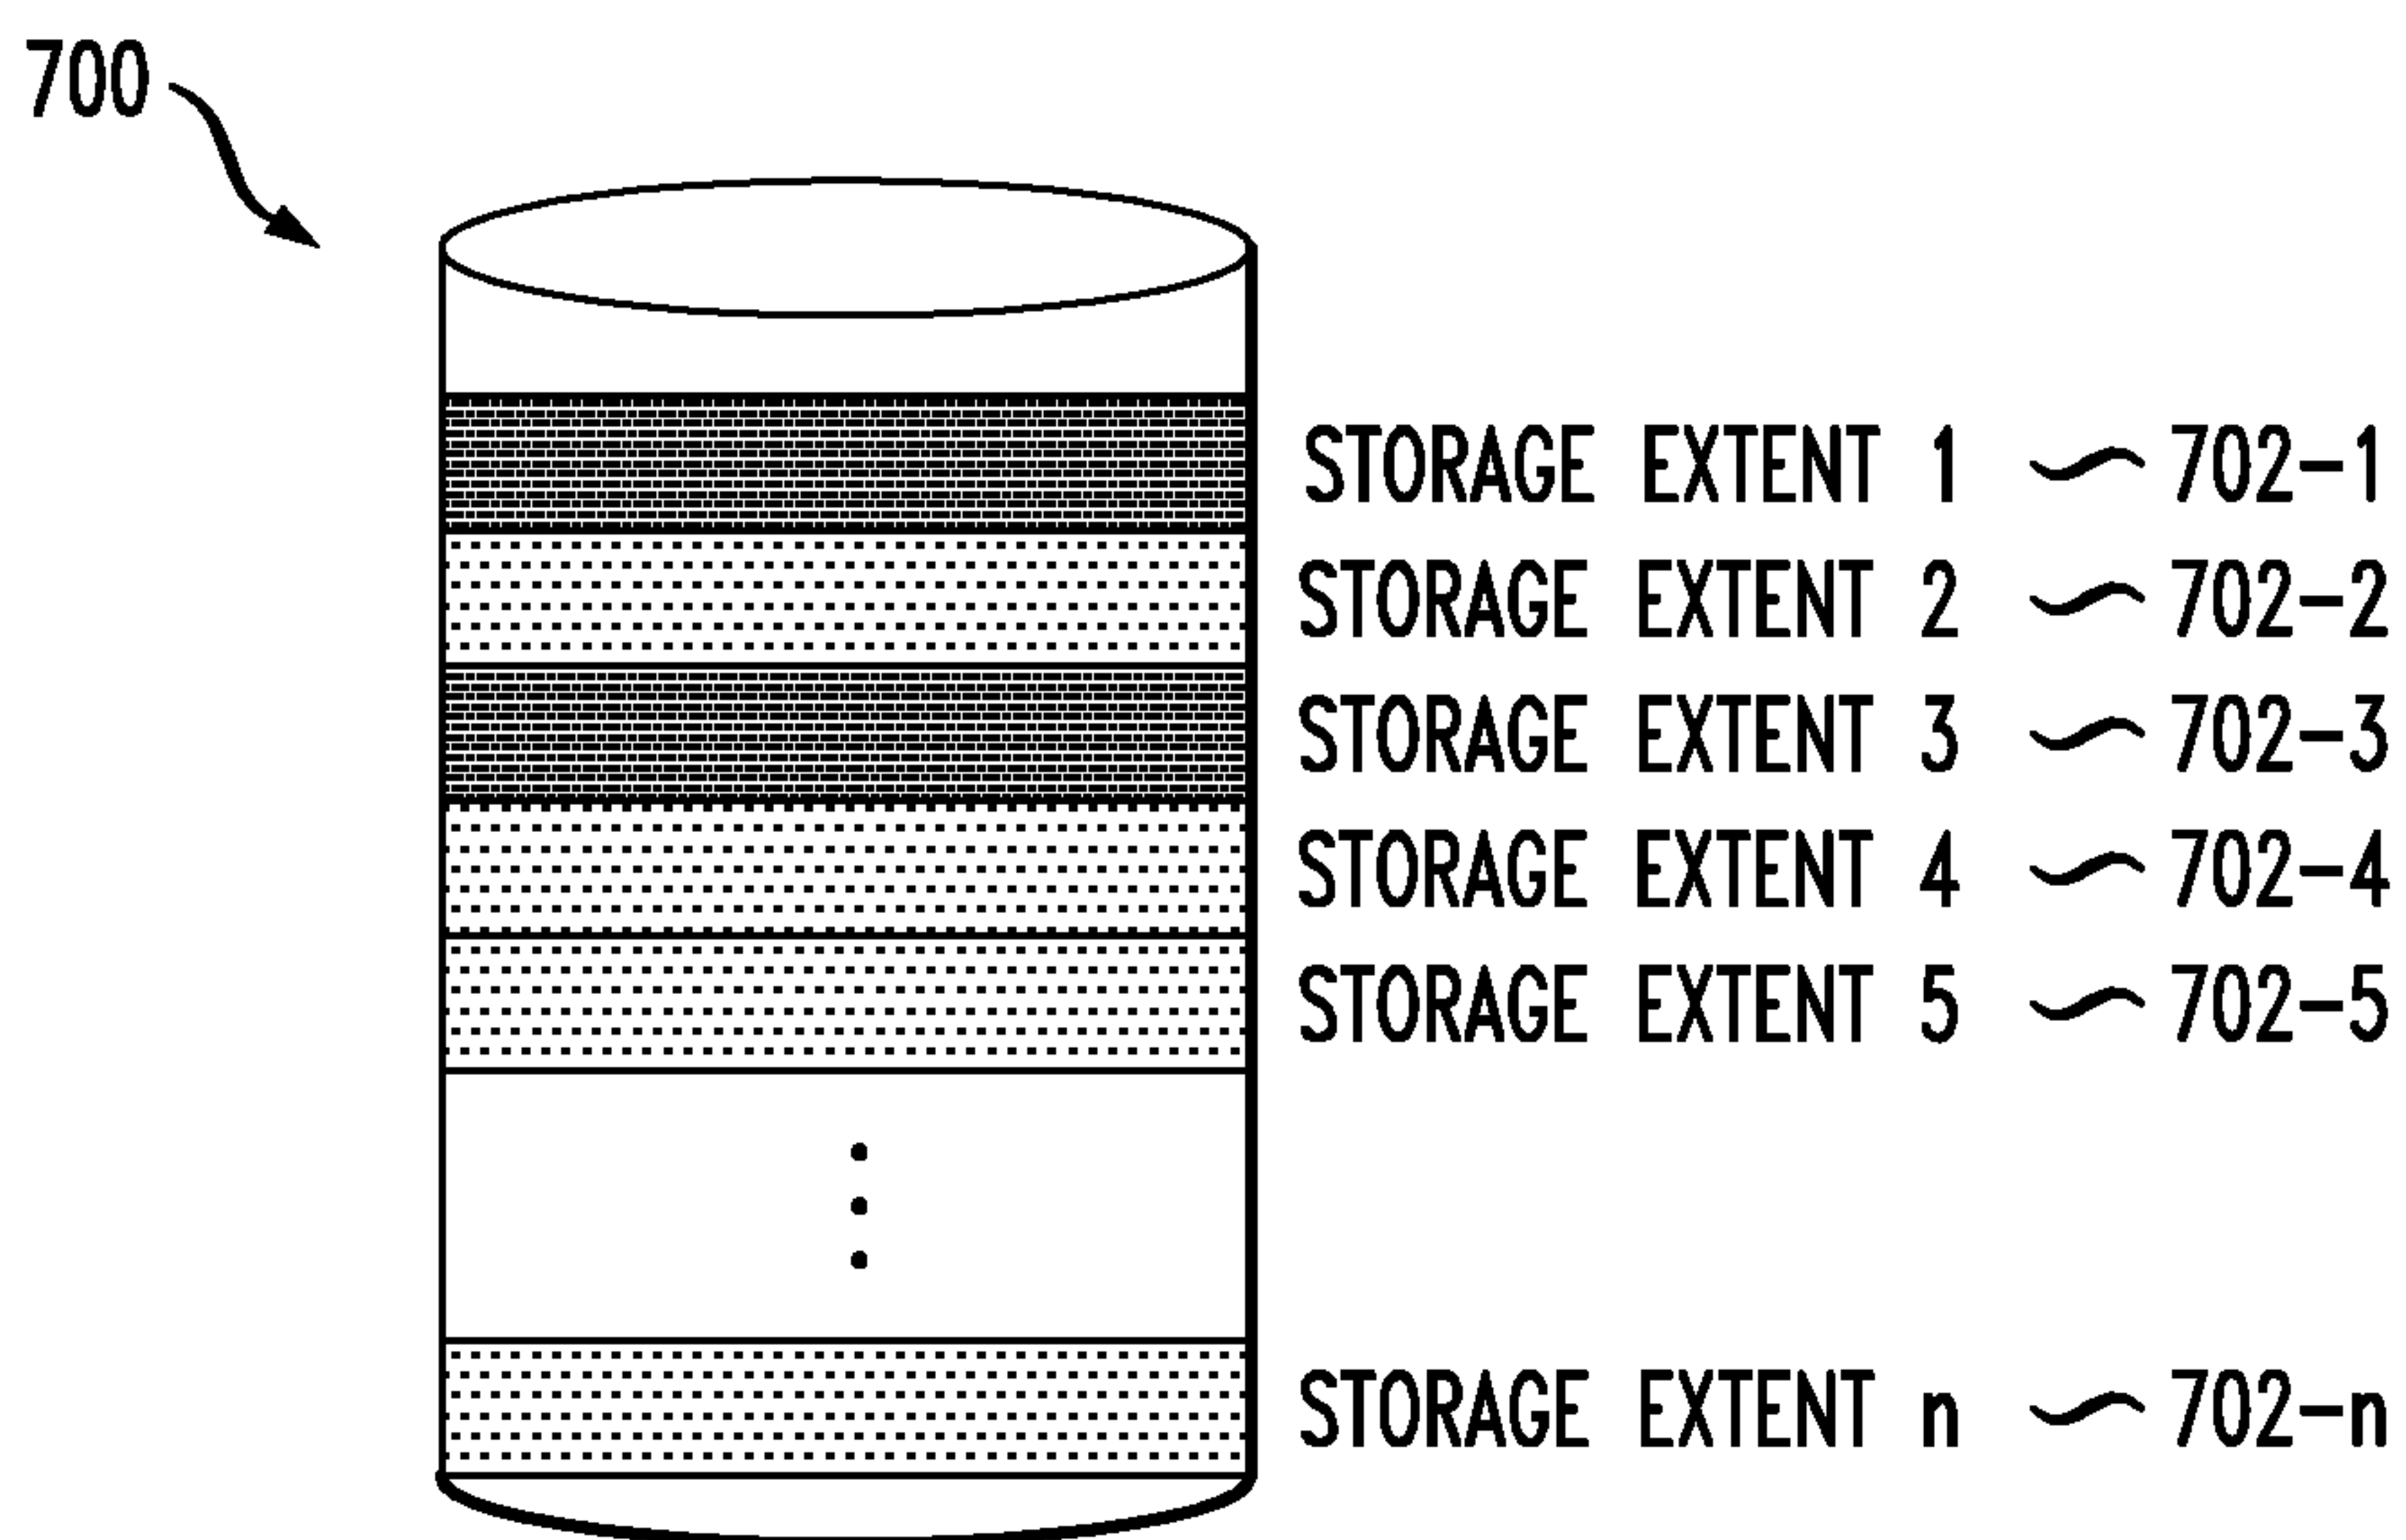 700
STORAGE EXTENT 1 702-1
STORAGE EXTENT 2 702-2
STORAGE EXTENT 3 702-3
STORAGE EXTENT 4 702-4
STORAGE EXTENT 5 702-5
STORAGE EXTENT n 702-n